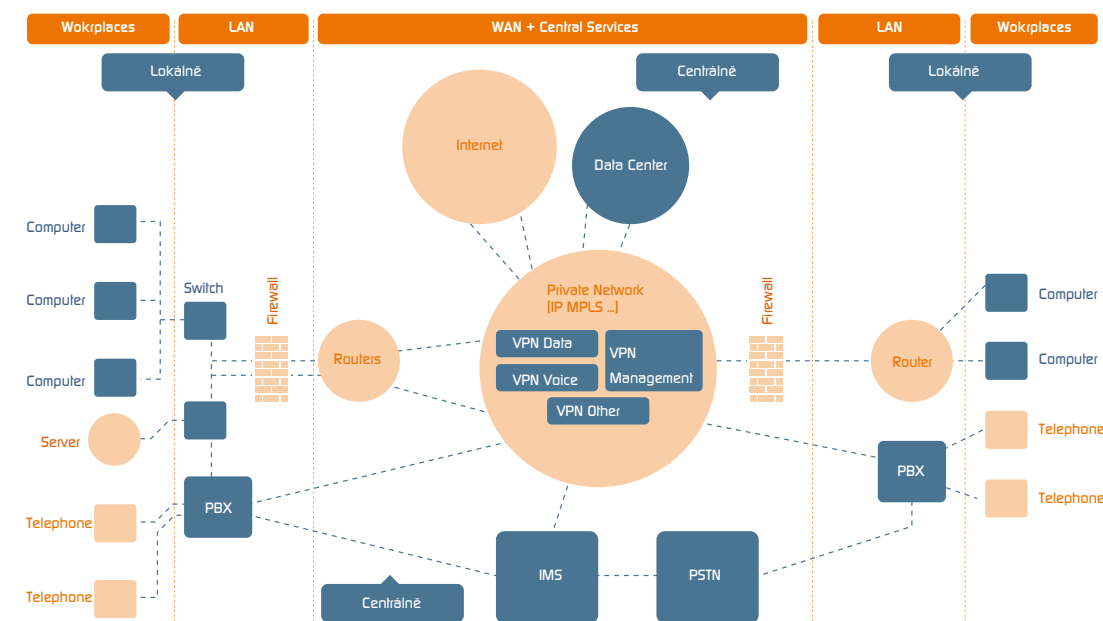 Wokrplaces
LAN
WAN + Central Services
LAN
Wokrplaces
Lokálně
Centrálně
Lokálně
Internet
Data Center
Computer
Computer
Computer
Server
Telephone
Telephone
Switch
PBX
Firewall
Routers
Private Network
(IP MPLS ...)
VPN Data
VPN Voice
VPN
Management
VPN Other
IMS
PSTN
Centrálně
Firewall
Router
PBX
Computer
Computer
Telephone
Telephone